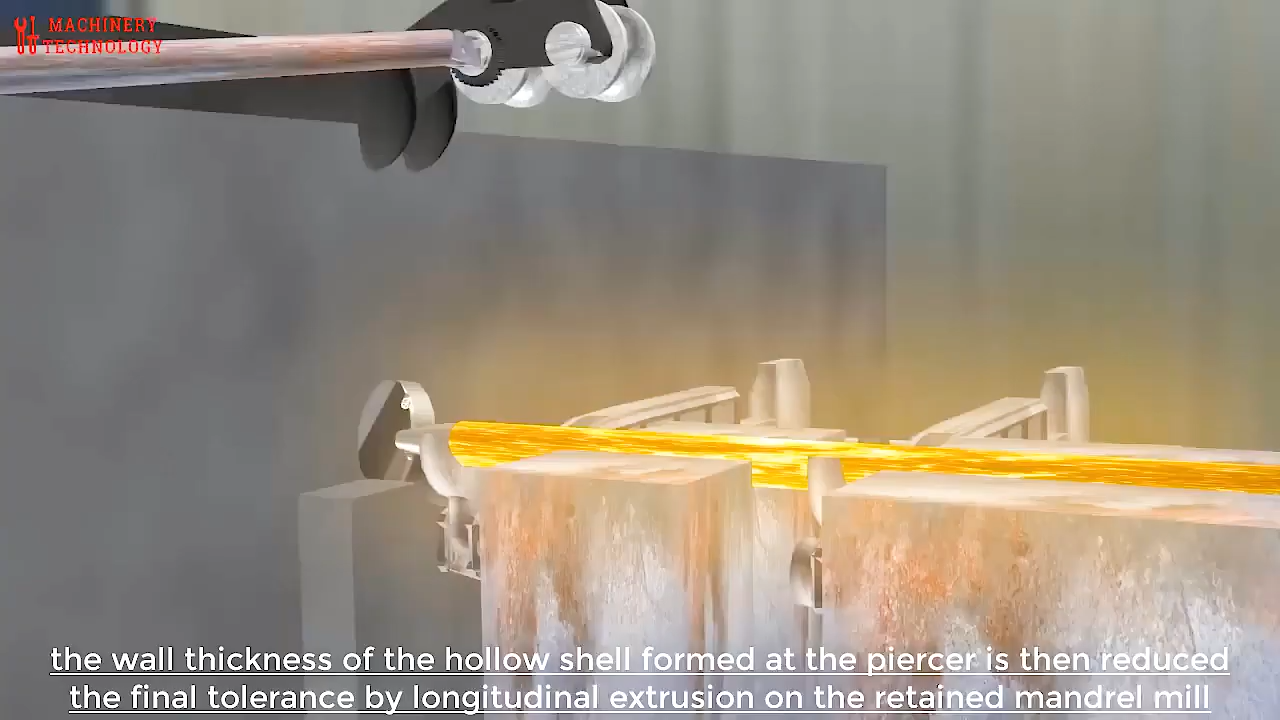 MACHINERY
TECHNOLOGY
the wall thickness of the hollow shell formed at the piercer is then reduced
the final tolerance by longitudinal extrusion on the retained mandrel mill